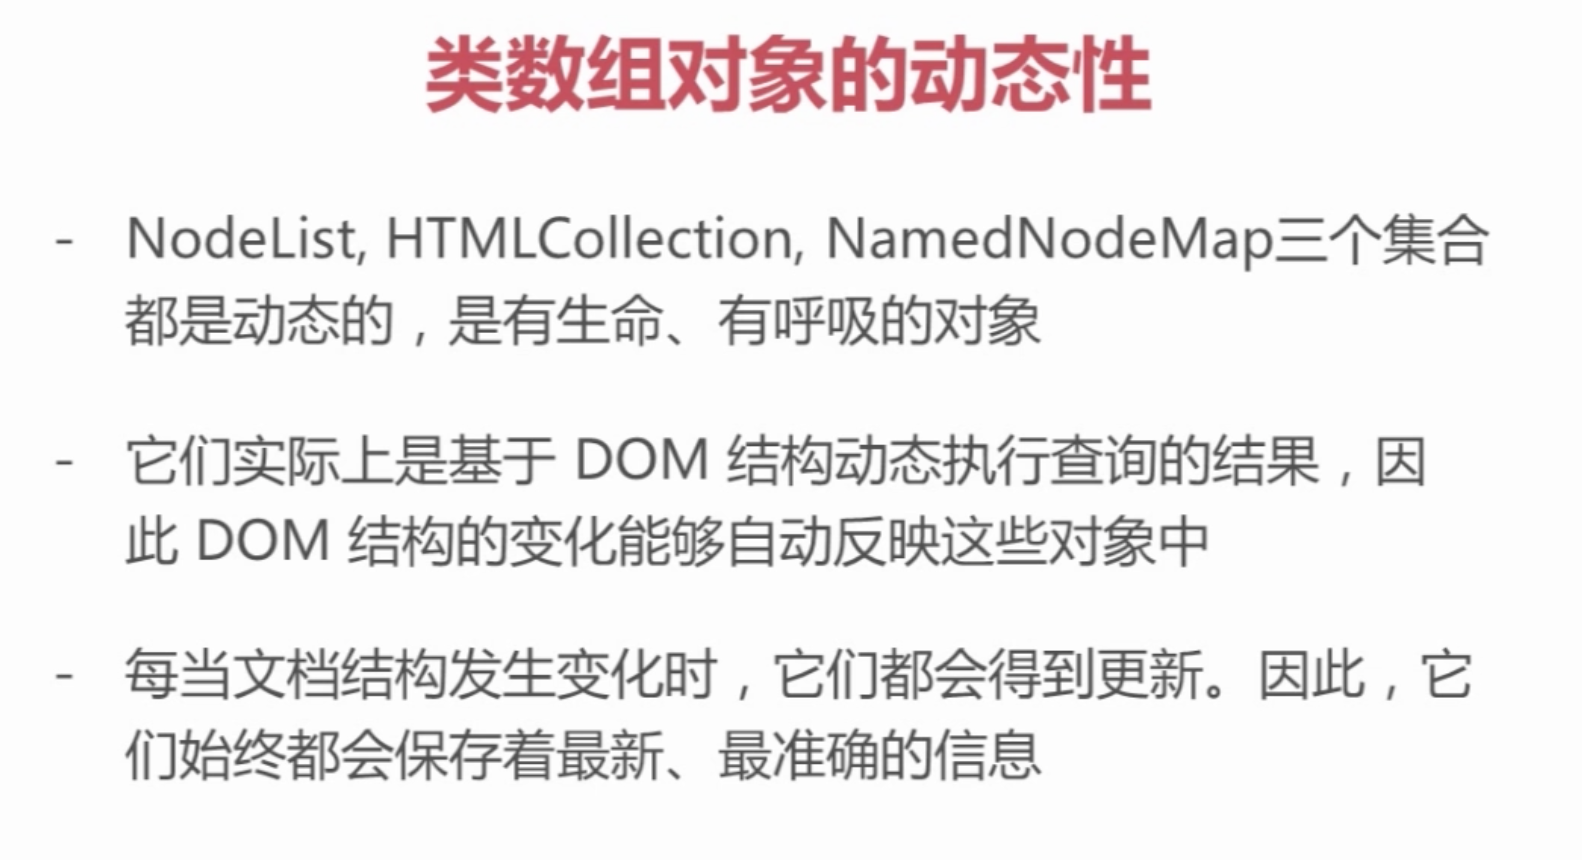 类数组对象的动态性
- NodeList, HTMLCollection, NamedNodeMap三个集合
都是动态的，是有生命、有呼吸的对象
- 它们实际上是基于 DOM 结构动态执行查询的结果，因
此 DOM 结构的变化能够自动反映这些对象中
- 每当文档结构发生变化时，它们都会得到更新。因此，它
们始终都会保存着最新、最准确的信息